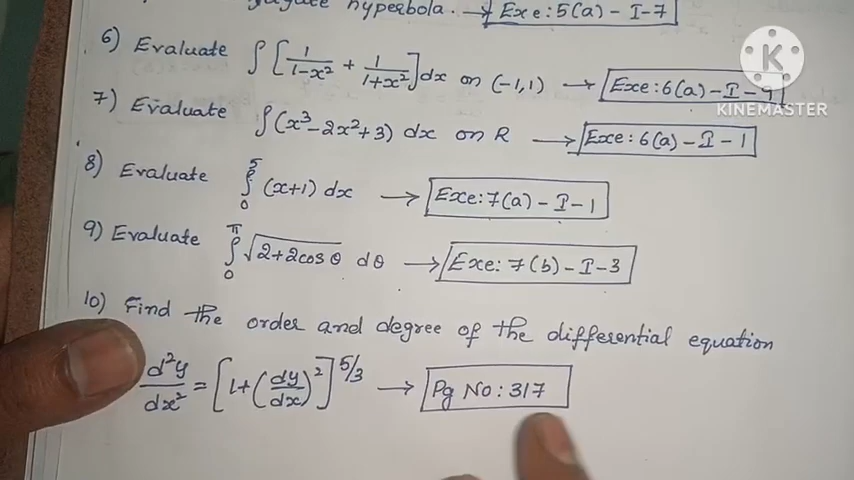 hyperbola. → Exe: 5(a) - I - 7
6) Evaluate ∫ [1/(1-x²) + 1/(1+x²)] dx on (-1,1) → Exe: 6(a) - I - 9
KINEMASTER
7) Evaluate ∫ (x³ - 2x² + 3) dx on R → Exe: 6(a) - I - 1
8) Evaluate ∫₀⁵ (x+1) dx → Exe: 7(a) - I - 1
9) Evaluate ∫₀^π √(2+2cos θ) dθ → Exe: 7(b) - I - 3
10) Find the order and degree of the differential equation
d²y/dx² = [1+(dy/dx)²]^(5/3) → Pg No: 317